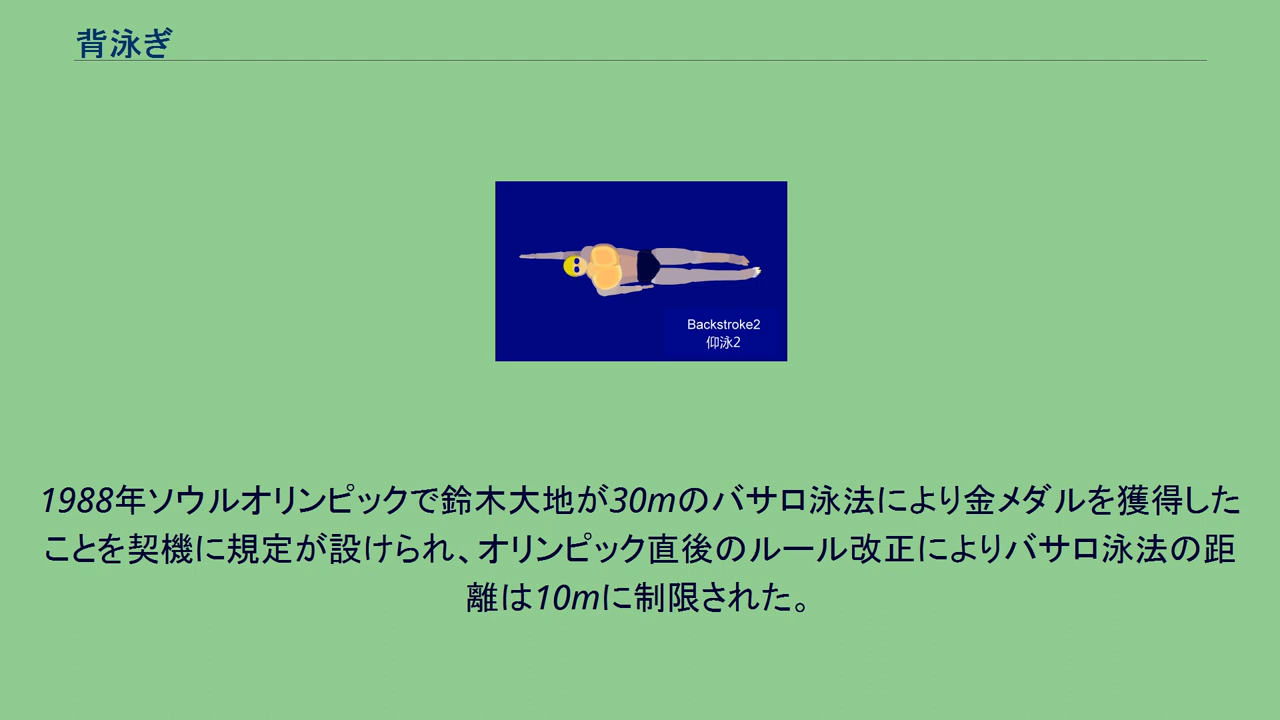 背泳ぎ
Backstroke2
仰泳2
1988年ソウルオリンピックで鈴木大地が30mのバサロ泳法により金メダルを獲得した
ことを契機に規定が設けられ、オリンピック直後のルール改正によりバサロ泳法の距
離は10mに制限された。